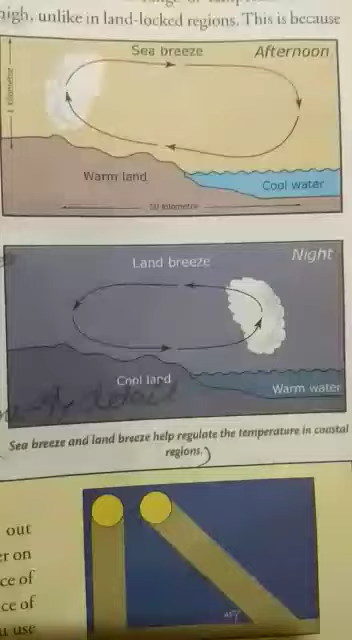 high, unlike in land-locked regions. This is because
Sea breeze
Afternoon
1 kilometre
Warm land
Cool water
50 kilometre
Night
Land breeze
Cool land
Warm water
Sea breeze and land breeze help regulate the temperature in coastal
regions.
out
er on
ce of
ce of
u use
45°